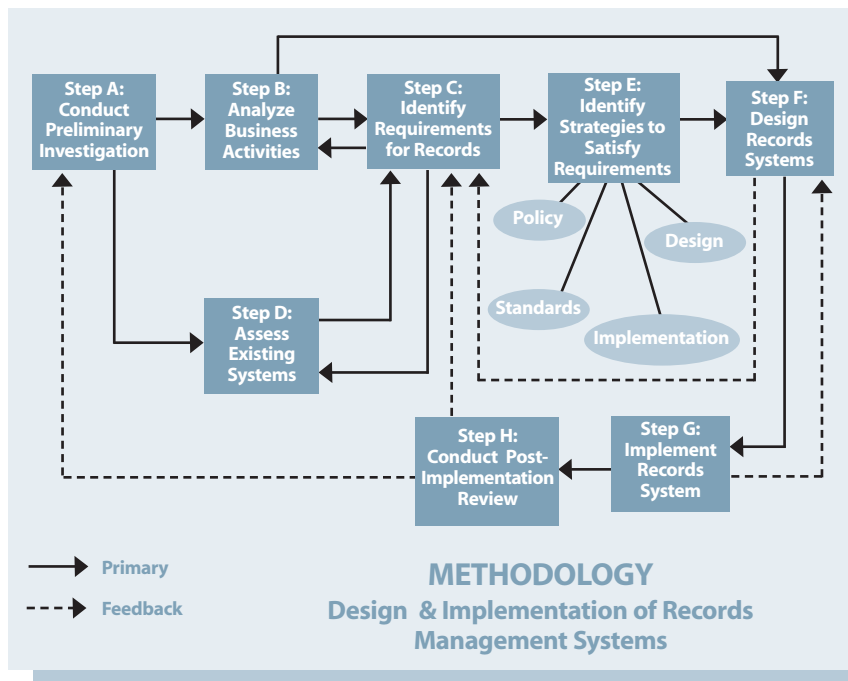 Step A:
Conduct
Preliminary
Investigation
Step B:
Analyze
Business
Activities
Step C:
Identify
Requirements
for Records
Step E:
Identify
Strategies to
Satisfy
Requirements
Step F:
Design
Records
Systems
Policy
Design
Standards
Implementation
Step D:
Assess
Existing
Systems
Step H:
Conduct Post-
Implementation
Review
Step G:
Implement
Records
System
Primary
Feedback
METHODOLOGY
Design & Implementation of Records
Management Systems